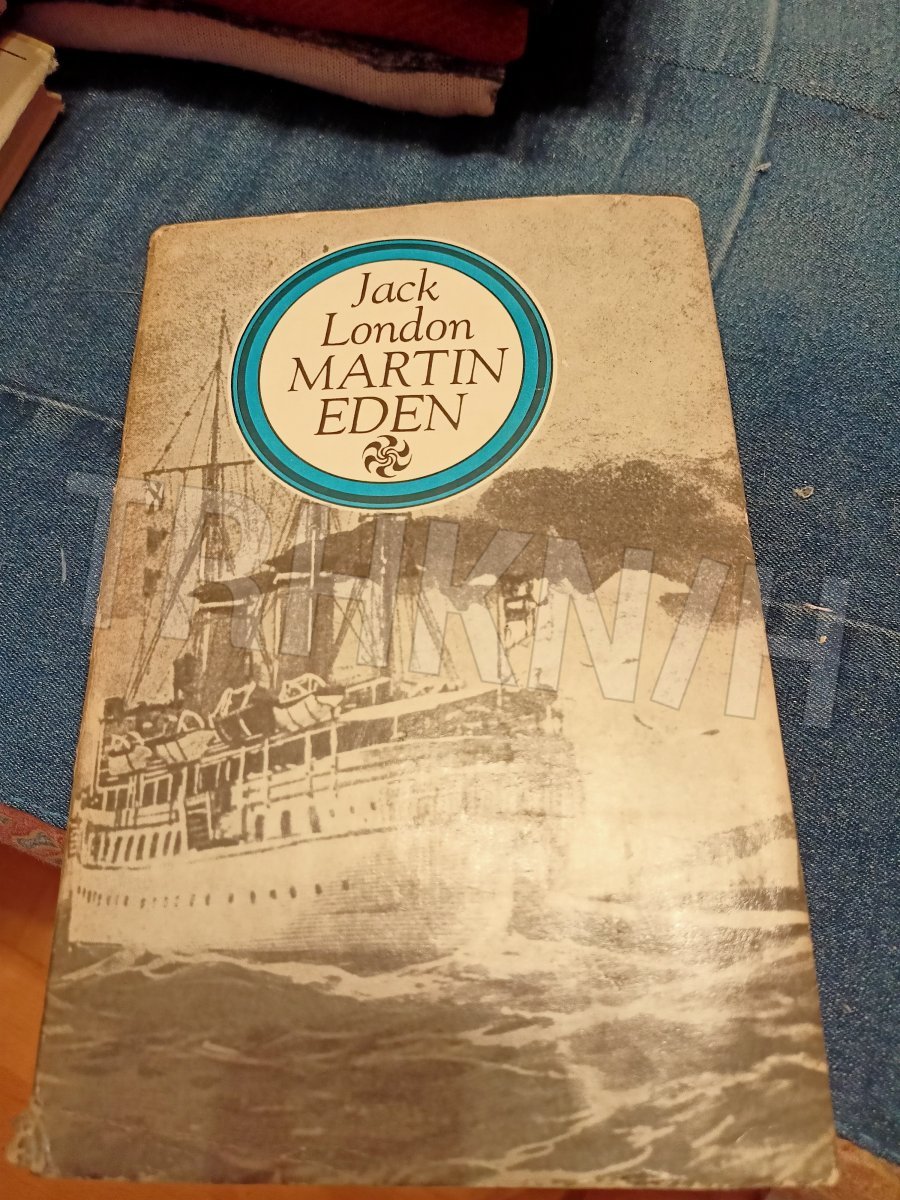 Jack
London
MARTIN
EDEN
TRHKNIH